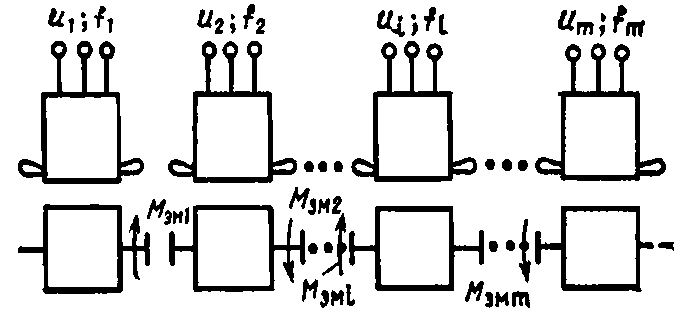 u₁; f₁ u₂; f₂ uᵢ; fᵢ uₘ; fₘ
Mэм1 Mэм2
Mэмi Mэмm